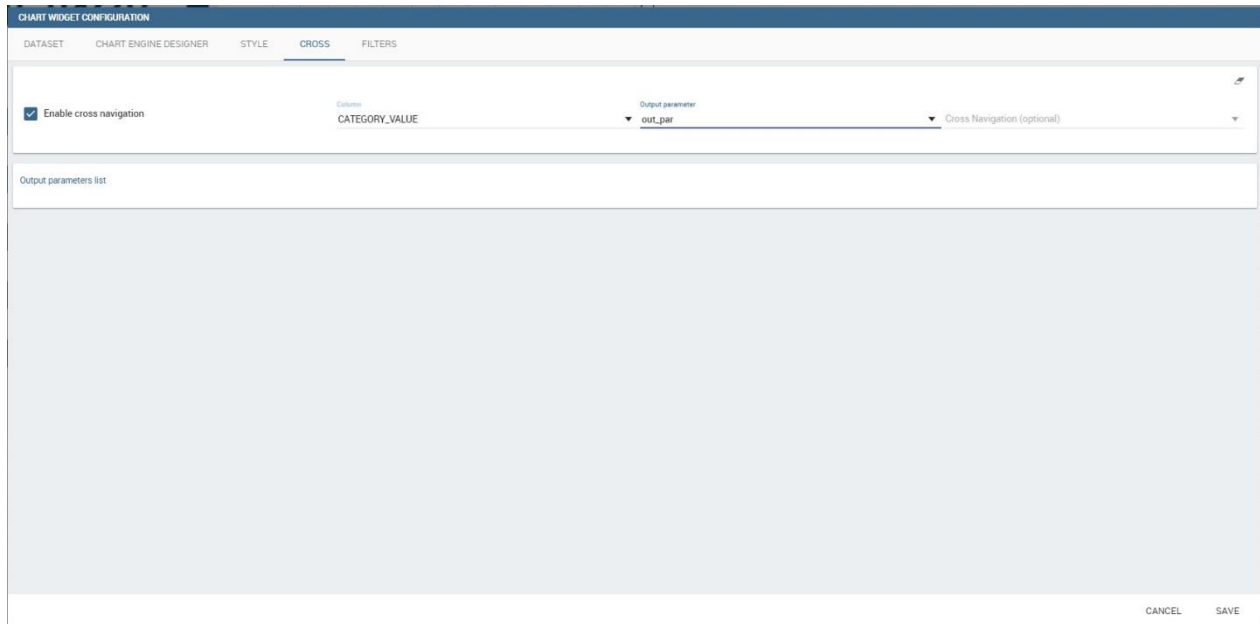 CHART WIDGET CONFIGURATION
DATASET CHART ENGINE DESIGNER STYLE CROSS FILTERS
Enable cross navigation
Column
CATEGORY_VALUE
Output parameter
out_par
Cross Navigation (optional)
Output parameters list
CANCEL SAVE